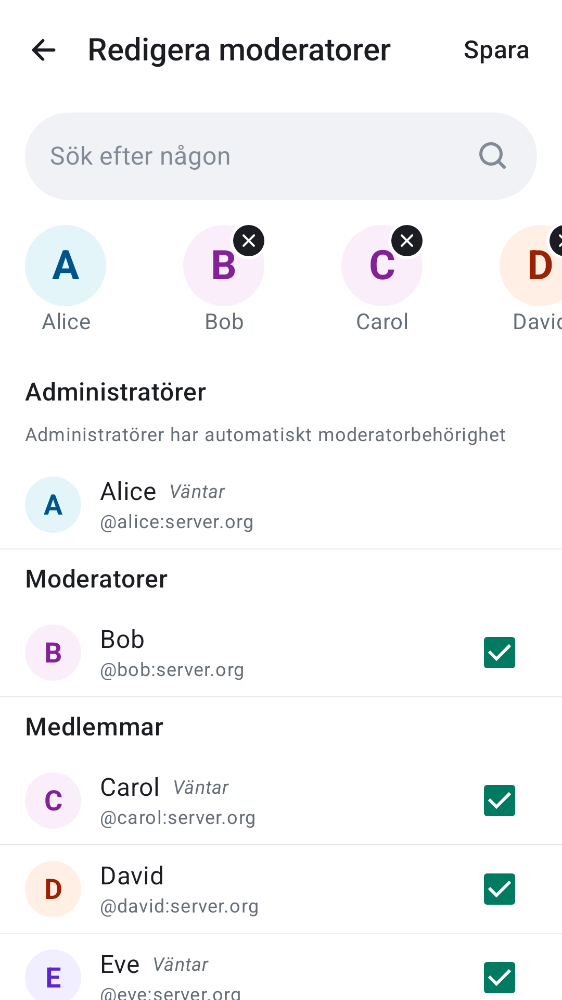 Redigera moderatorer
Spara
Sök efter någon
A
B
C
D
Alice
Bob
Carol
Administratörer
Administratörer har automatiskt moderatorbehörighet
A
Alice Väntar
@alice:server.org
Moderatorer
B
Bob
@bob:server.org
Medlemmar
C
Carol Väntar
@carol:server.org
D
David
@david:server.org
E
Eve Väntar
@eve:server.org